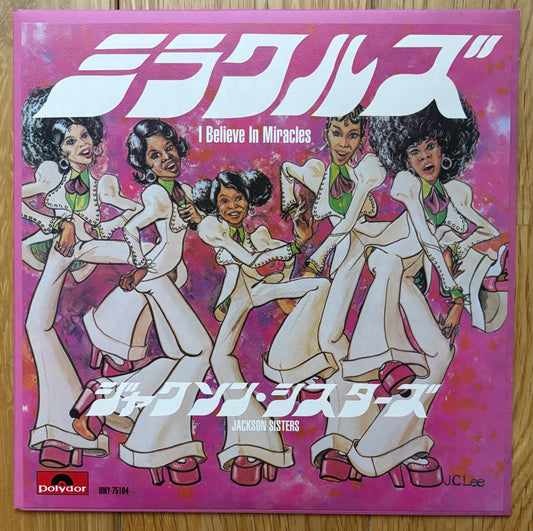 ミラクルズ
I Believe In Miracles
ジャクソン・シスターズ
JACKSON SISTERS
J.C. Lee
polydor
DIKY-75104